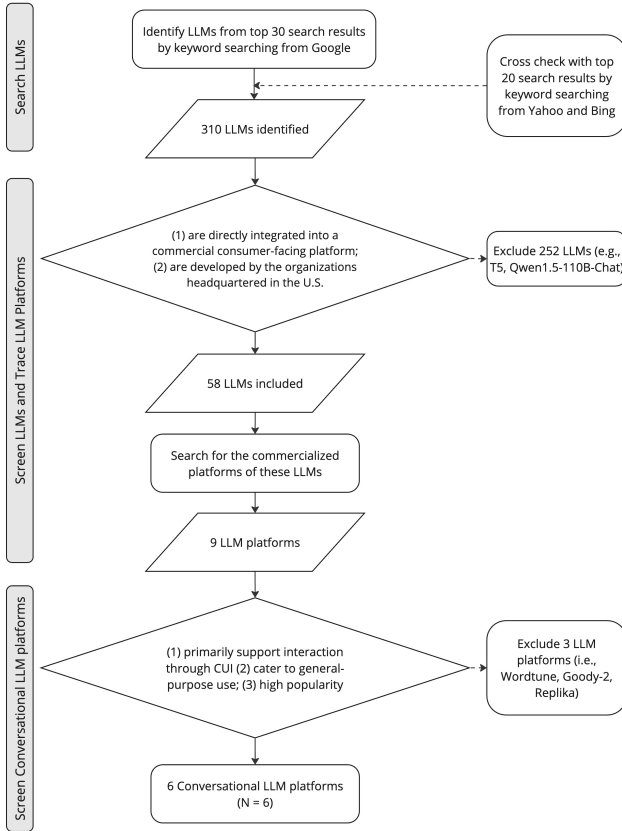 Search LLMs
Identify LLMs from top 30 search results
by keyword searching from Google
Cross check with top
20 search results by
keyword searching
from Yahoo and Bing
310 LLMs identified
Screen LLMs and Trace LLM Platforms
(1) are directly integrated into a
commercial consumer-facing platform;
(2) are developed by the organizations
headquartered in the U.S.
Exclude 252 LLMs (e.g.,
T5, Qwen1.5-110B-Chat)
58 LLMs included
Search for the commercialized
platforms of these LLMs
9 LLM platforms
Screen Conversational LLM platforms
(1) primarily support interaction
through CUI (2) cater to general-
purpose use; (3) high popularity
Exclude 3 LLM
platforms (i.e.,
Wordtune, Goody-2,
Replika)
6 Conversational LLM platforms
(N = 6)